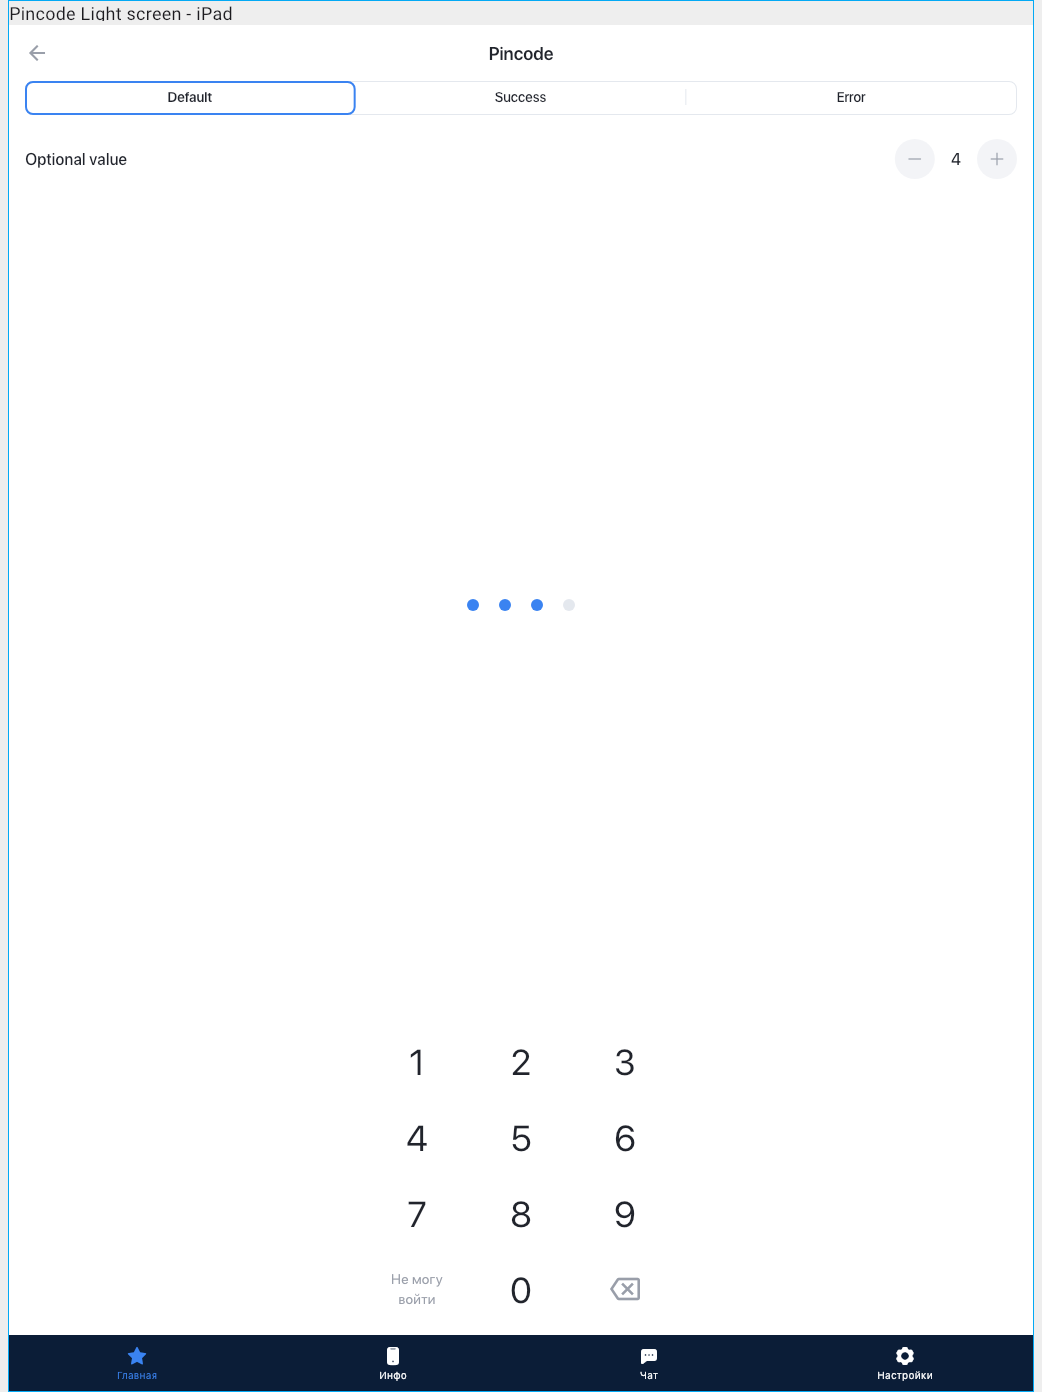 Pincode Light screen - iPad
Pincode
Default Success Error
Optional value 4
1 2 3
4 5 6
7 8 9
Не могу
войти
0
Главная Инфо Чат Настройки